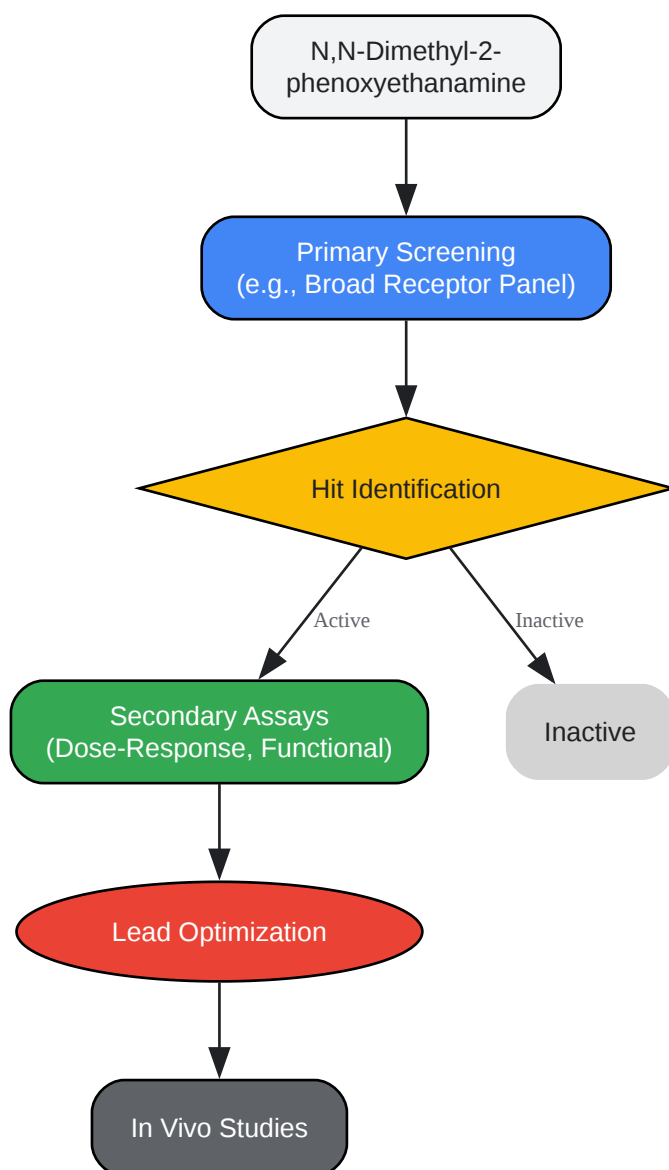 N,N-Dimethyl-2-
phenoxyethanamine
Primary Screening
(e.g., Broad Receptor Panel)
Hit Identification
Active
Inactive
Secondary Assays
(Dose-Response, Functional)
Inactive
Lead Optimization
In Vivo Studies